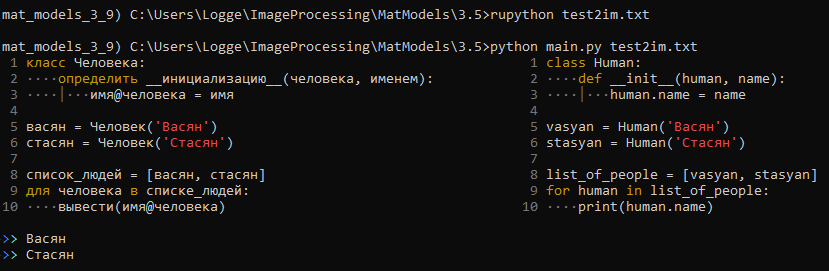 mat_models_3_9) C:\Users\Logge\ImageProcessing\MatModels\3.5>rupython test2im.txt
mat_models_3_9) C:\Users\Logge\ImageProcessing\MatModels\3.5>python main.py test2im.txt
1 класс Человека: 1 class Human:
2 ····определить __инициализацию__(человека, именем): 2 ····def __init__(human, name):
3 ····│···имя@человека = имя 3 ····│···human.name = name
4 4
5 васян = Человек('Васян') 5 vasyan = Human('Васян')
6 стасян = Человек('Стасян') 6 stasyan = Human('Стасян')
7 7
8 список_людей = [васян, стасян] 8 list_of_people = [vasyan, stasyan]
9 для человека в списке_людей: 9 for human in list_of_people:
10 ····вывести(имя@человека) 10 ····print(human.name)
>> Васян
>> Стасян